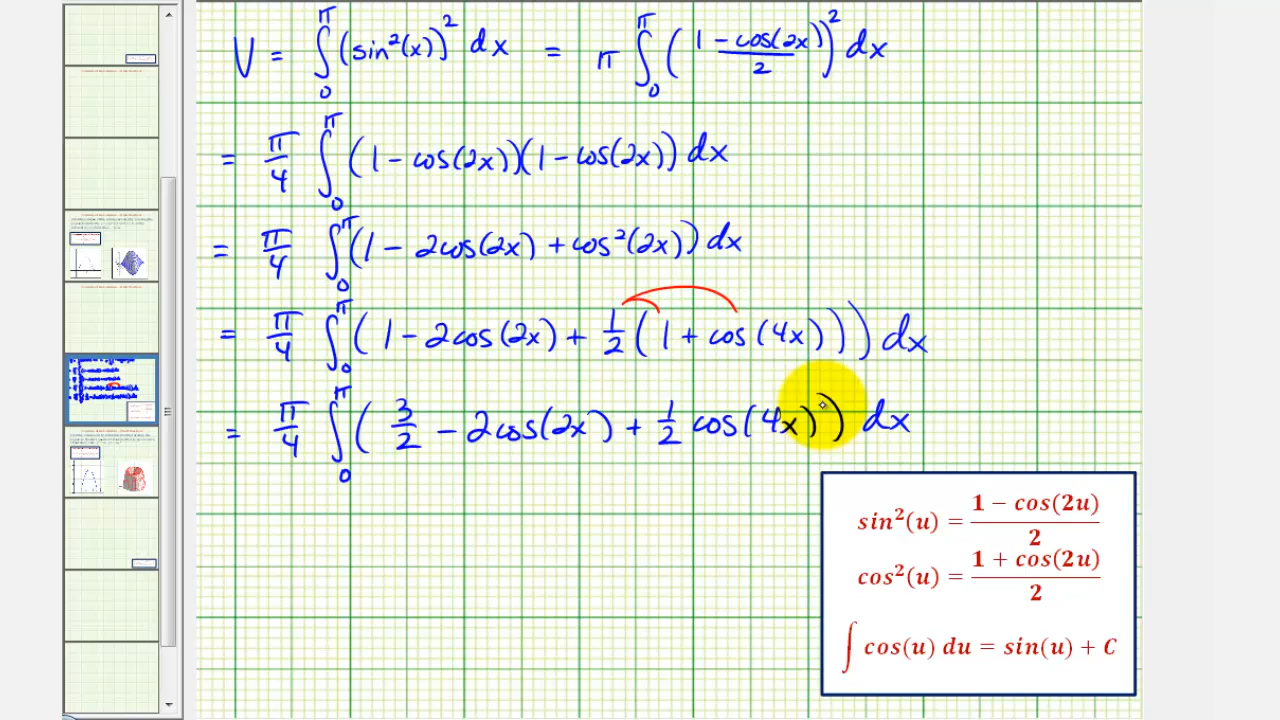 V = ∫₀^π (sin²(x))² dx = π ∫₀^π ((1 - cos(2x))/2)² dx
= π/4 ∫₀^π (1 - cos(2x))(1 - cos(2x)) dx
= π/4 ∫₀^π (1 - 2cos(2x) + cos²(2x)) dx
= π/4 ∫₀^π (1 - 2cos(2x) + 1/2 (1 + cos(4x))) dx
= π/4 ∫₀^π (3/2 - 2cos(2x) + 1/2 cos(4x)) dx
sin²(u) = (1 − cos(2u))/2
cos²(u) = (1 + cos(2u))/2
∫ cos(u) du = sin(u) + C